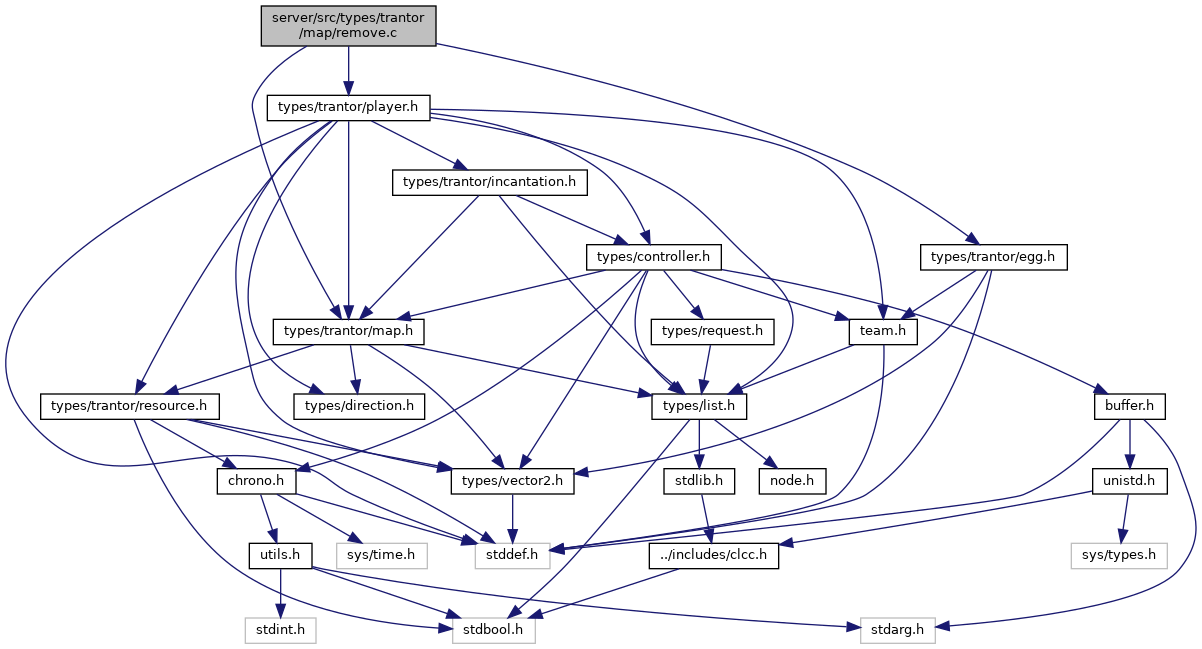 server/src/types/trantor
/map/remove.c
types/trantor/player.h
types/trantor/incantation.h
types/controller.h
types/trantor/egg.h
types/trantor/map.h
types/request.h
team.h
types/trantor/resource.h
types/direction.h
types/list.h
buffer.h
chrono.h
types/vector2.h
stdlib.h
node.h
unistd.h
utils.h
sys/time.h
stddef.h
../includes/clcc.h
sys/types.h
stdint.h
stdbool.h
stdarg.h